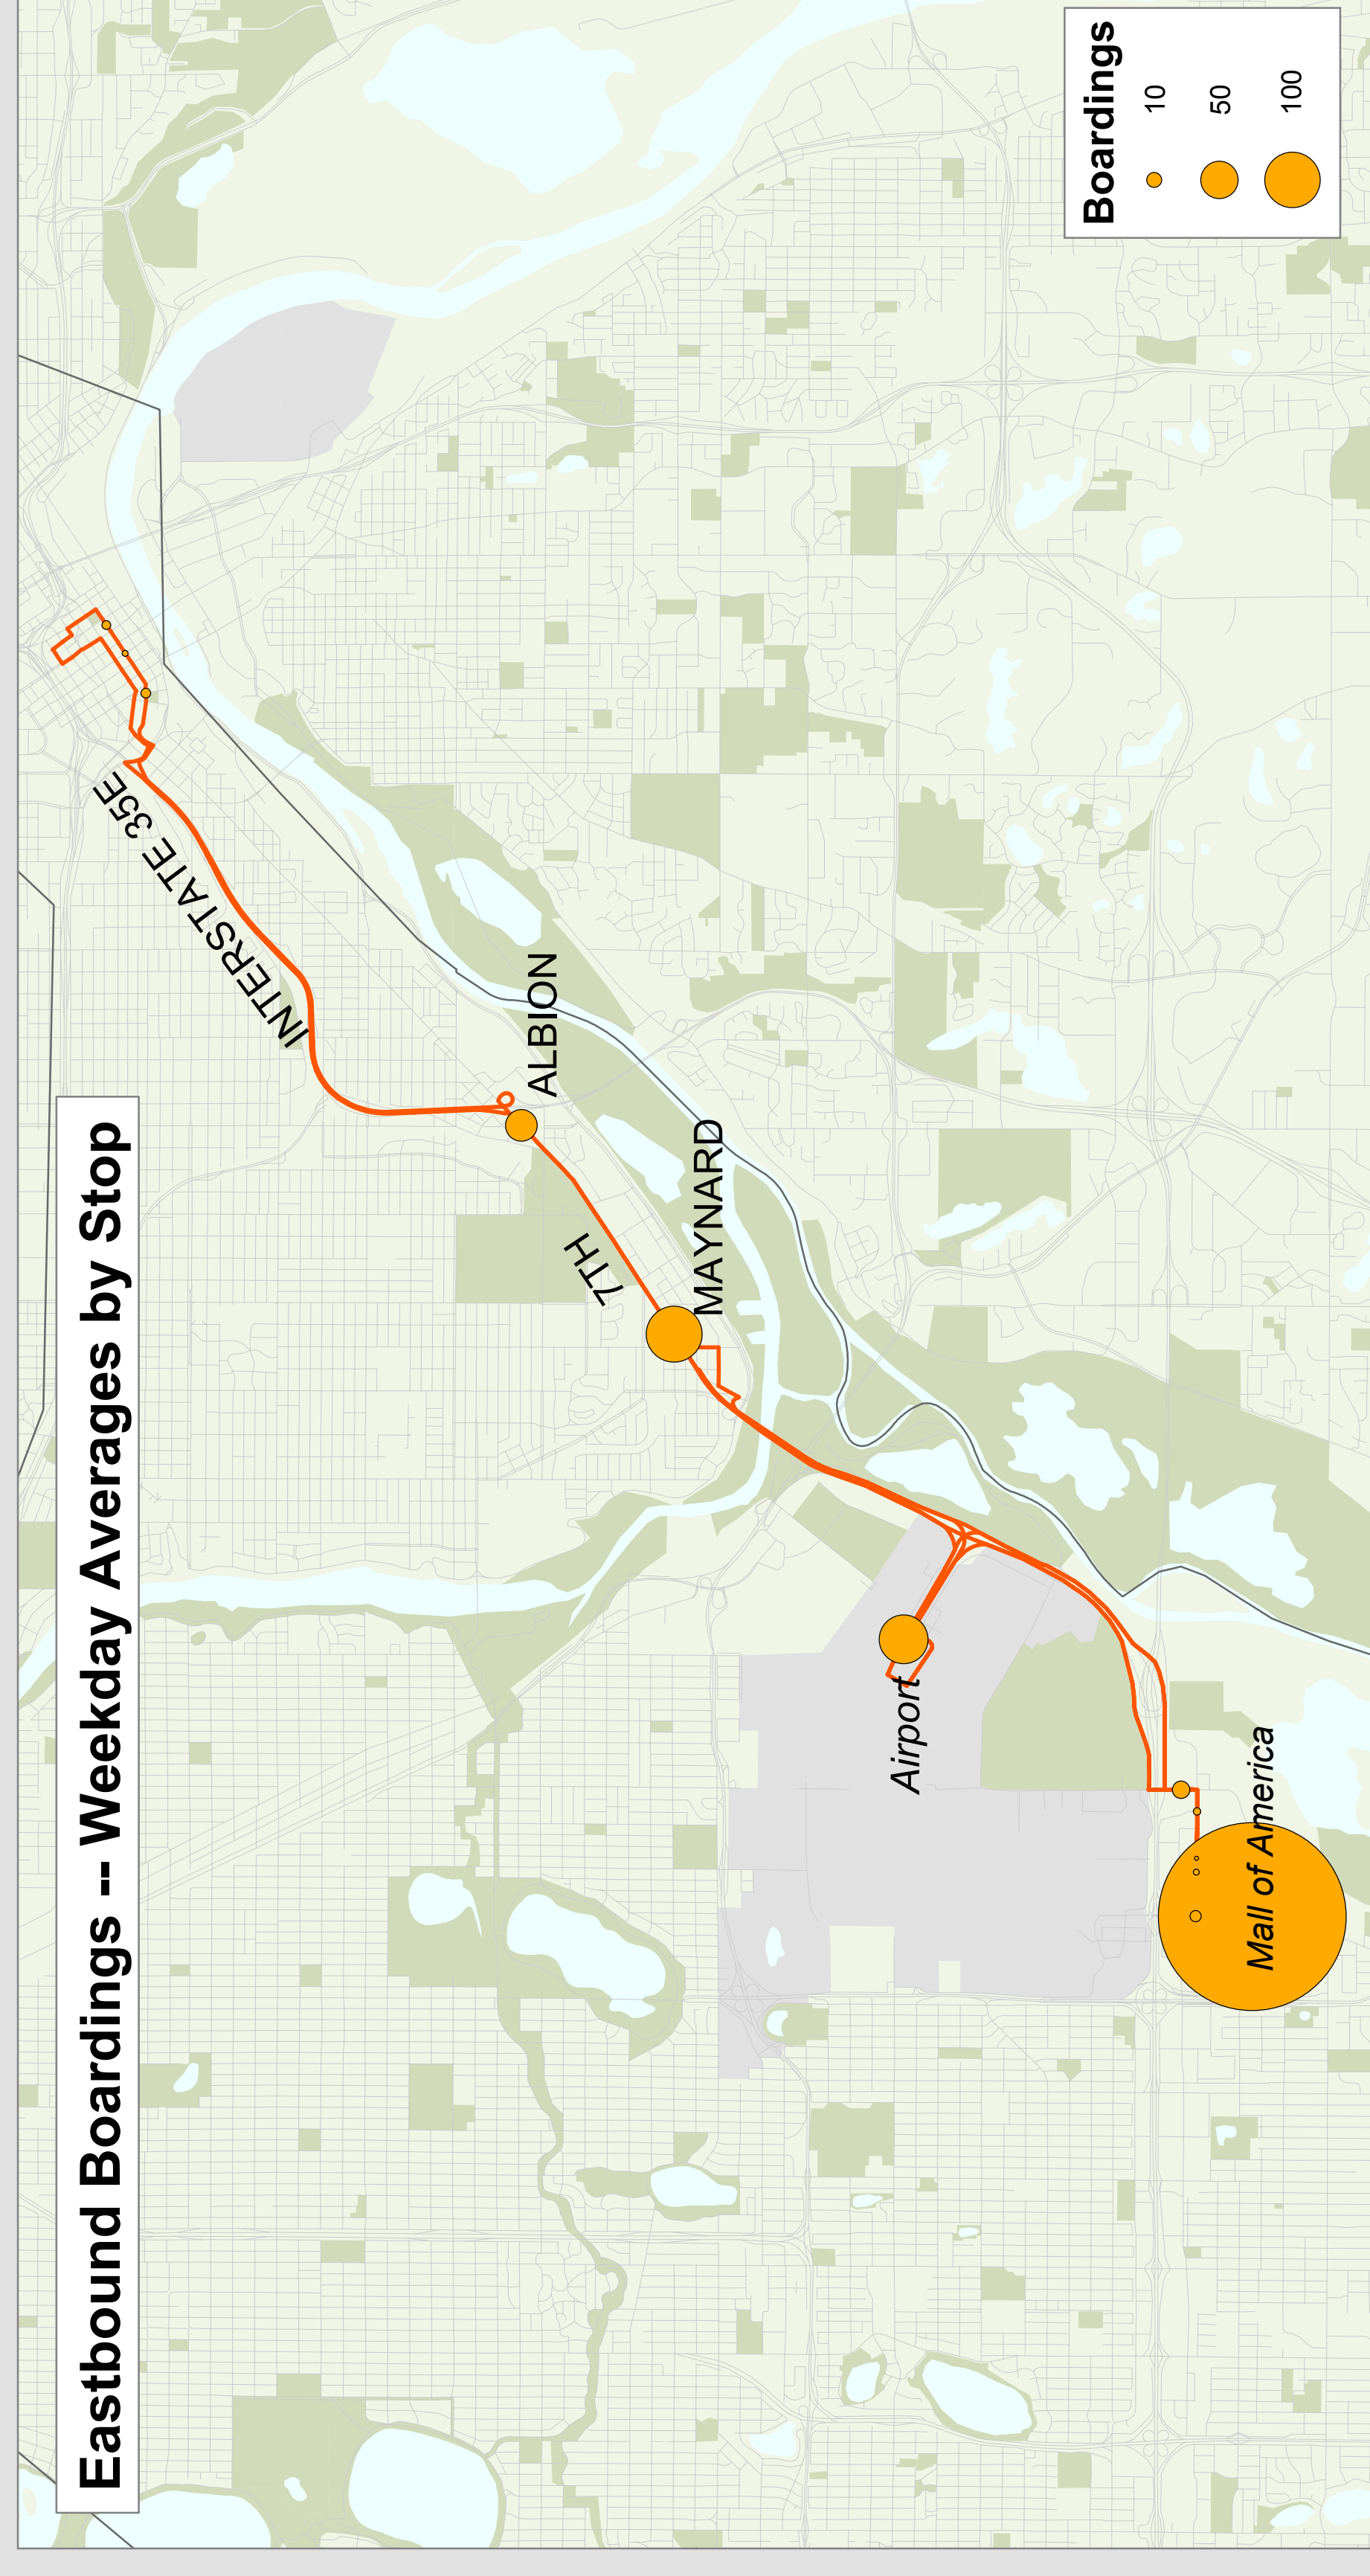 Eastbound Boardings -- Weekday Averages by Stop
INTERSTATE 35E
ALBION
7TH
MAYNARD
Airport
Mall of America
Boardings
10
50
100